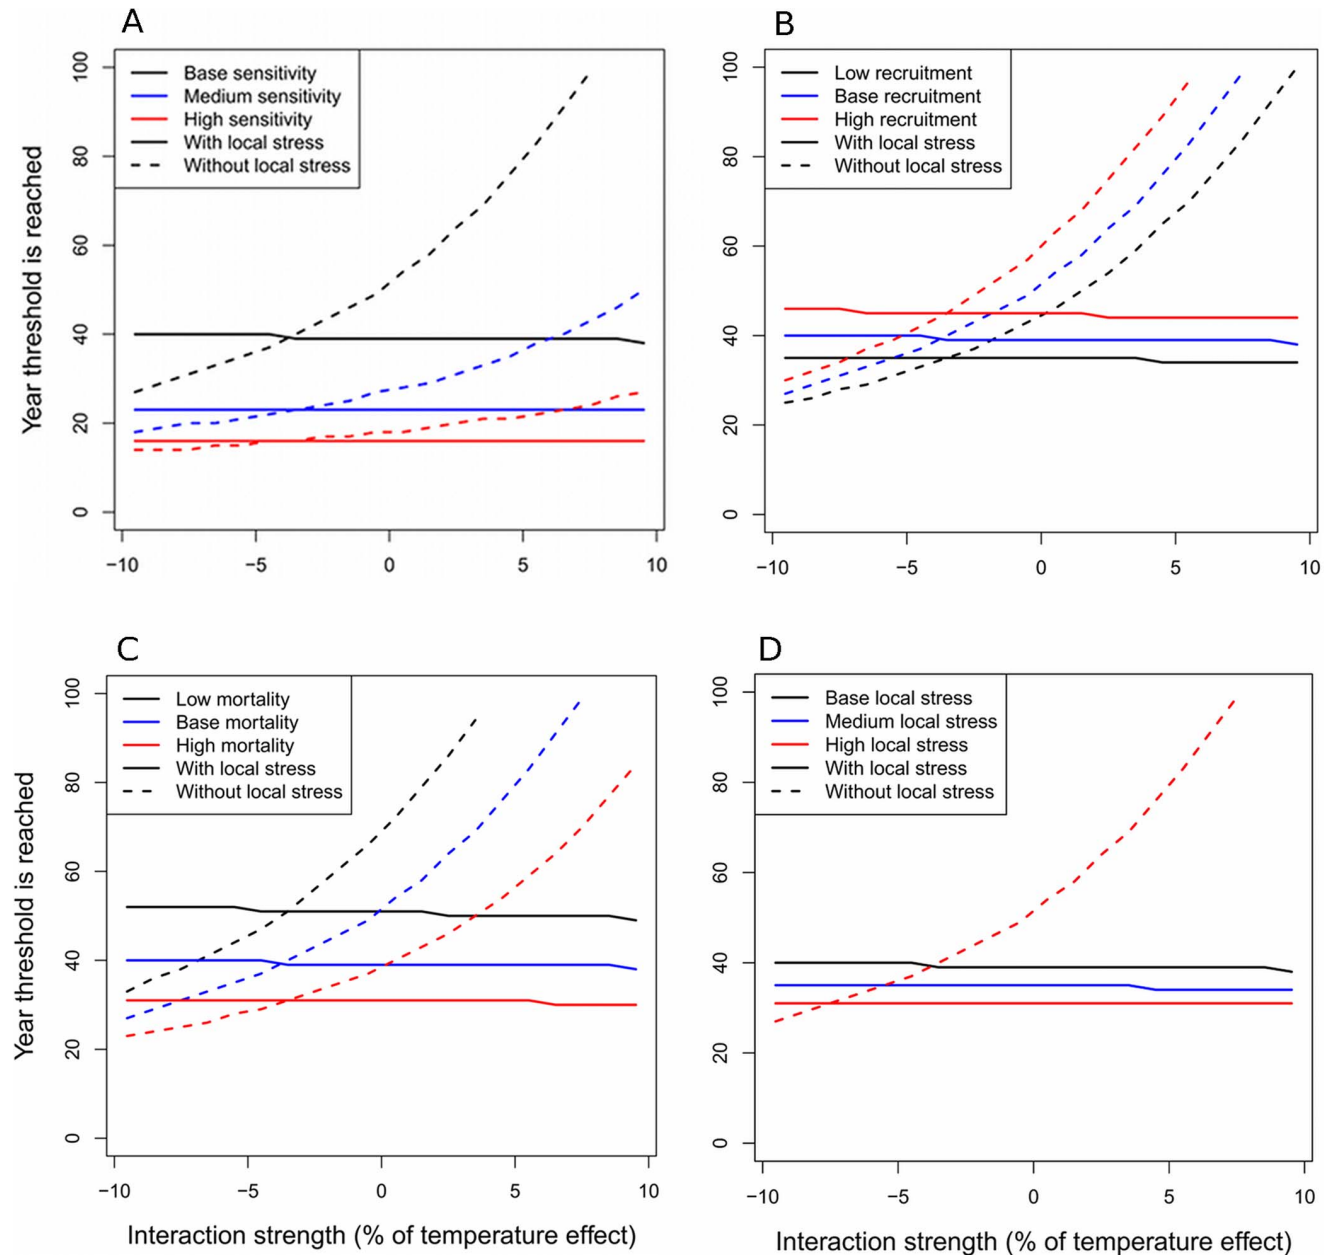 A
Base sensitivity
Medium sensitivity
High sensitivity
With local stress
Without local stress
Year threshold is reached
0
20
40
60
80
100
−10
−5
0
5
10
B
Low recruitment
Base recruitment
High recruitment
With local stress
Without local stress
0
20
40
60
80
100
−10
−5
0
5
10
C
Low mortality
Base mortality
High mortality
With local stress
Without local stress
Year threshold is reached
0
20
40
60
80
100
−10
−5
0
5
10
Interaction strength (% of temperature effect)
D
Base local stress
Medium local stress
High local stress
With local stress
Without local stress
0
20
40
60
80
100
−10
−5
0
5
10
Interaction strength (% of temperature effect)